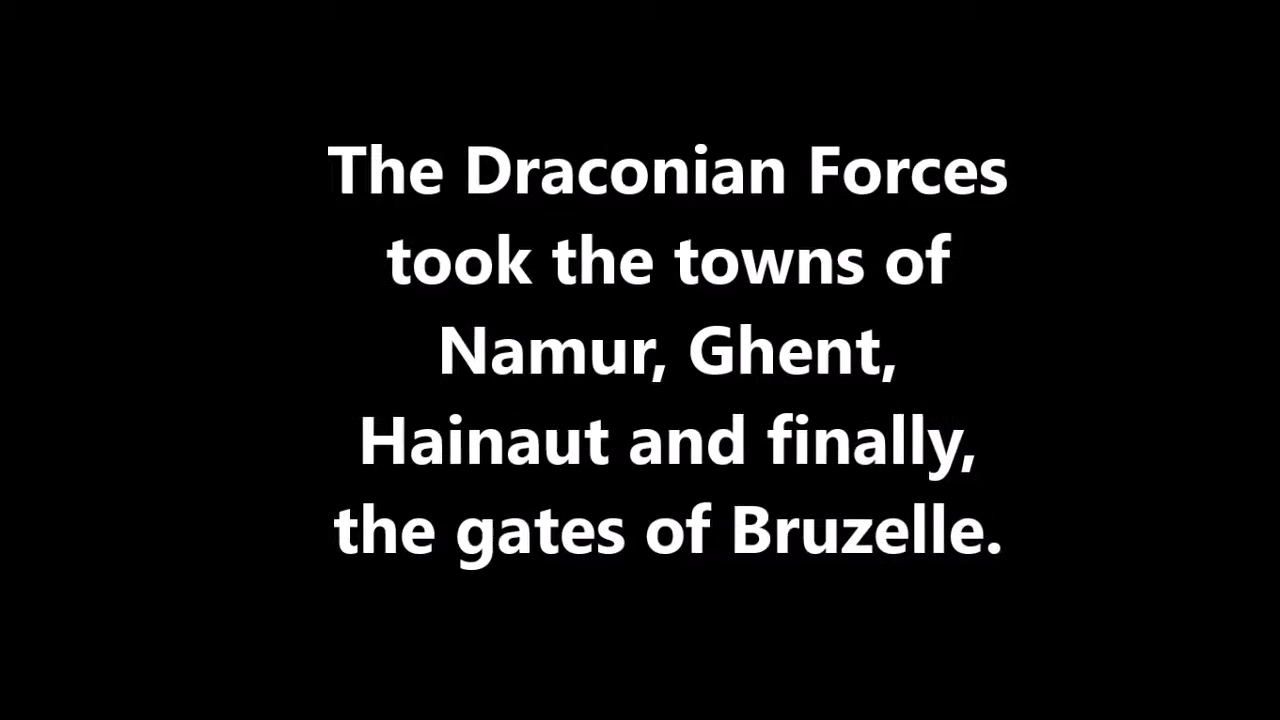 The Draconian Forces
took the towns of
Namur, Ghent,
Hainaut and finally,
the gates of Bruzelle.